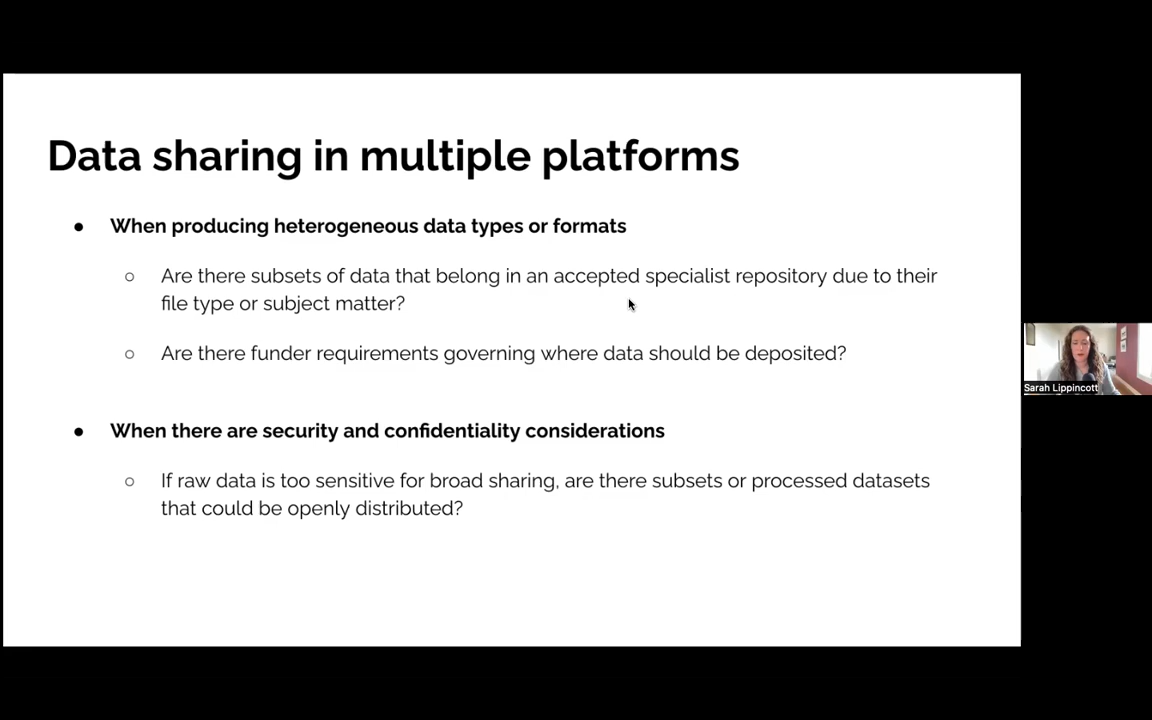 Data sharing in multiple platforms
● When producing heterogeneous data types or formats
○ Are there subsets of data that belong in an accepted specialist repository due to their
file type or subject matter?
○ Are there funder requirements governing where data should be deposited?
● When there are security and confidentiality considerations
○ If raw data is too sensitive for broad sharing, are there subsets or processed datasets
that could be openly distributed?
Sarah Lippincott